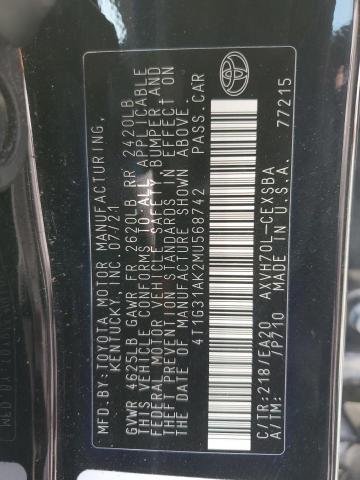 MFD.BY:TOYOTA MOTOR MANUFACTURING,
KENTUCKY, INC.07/21
GVWR 4625LB GAWR FR 2620LB RR 2420LB
THIS VEHICLE CONFORMS TO ALL APPLICABLE
FEDERAL MOTOR VEHICLE SAFETY, BUMPER,AND
THEFT PREVENTION STANDARDS IN EFFECT ON
THE DATE OF MANUFACTURE SHOWN ABOVE.
4T1G31AK2MU568742 PASS.CAR
C/TR:218/EA20 AXVH70L-CEXSBA
A/TM: /P710 MADE IN U.S.A.
77215
TOYOTA